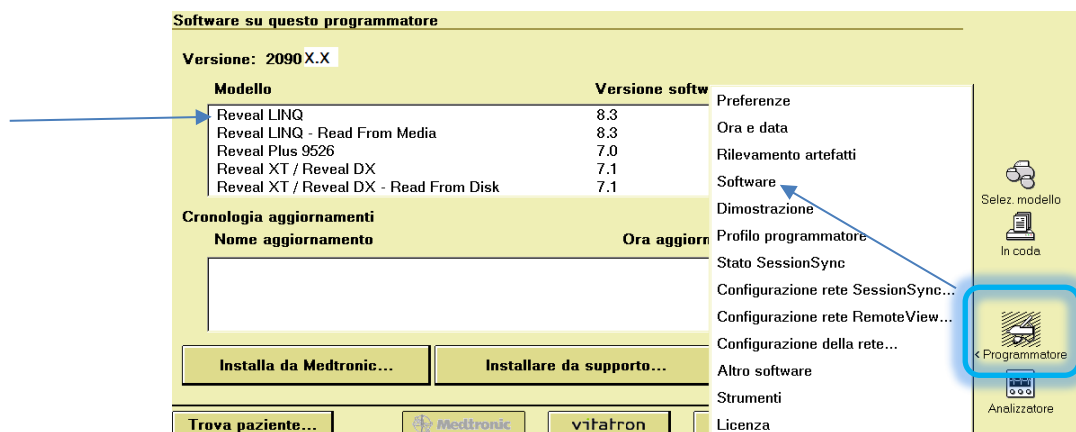 Software su questo programmatore
Versione: 2090 X.X
Modello Versione softw
Reveal LINQ 8.3
Reveal LINQ - Read From Media 8.3
Reveal Plus 9526 7.0
Reveal XT / Reveal DX 7.1
Reveal XT / Reveal DX - Read From Disk 7.1
Cronologia aggiornamenti
Nome aggiornamento Ora aggiorn
Installa da Medtronic...
Installare da supporto...
Trova paziente...
Medtronic
vitatron
Preferenze
Ora e data
Rilevamento artefatti
Software
Dimostrazione
Profilo programmatore
Stato SessionSync
Configurazione rete SessionSync...
Configurazione rete RemoteView...
Configurazione della rete...
Altro software
Strumenti
Licenza
Selez. modello
In coda
< Programmatore
Analizzatore